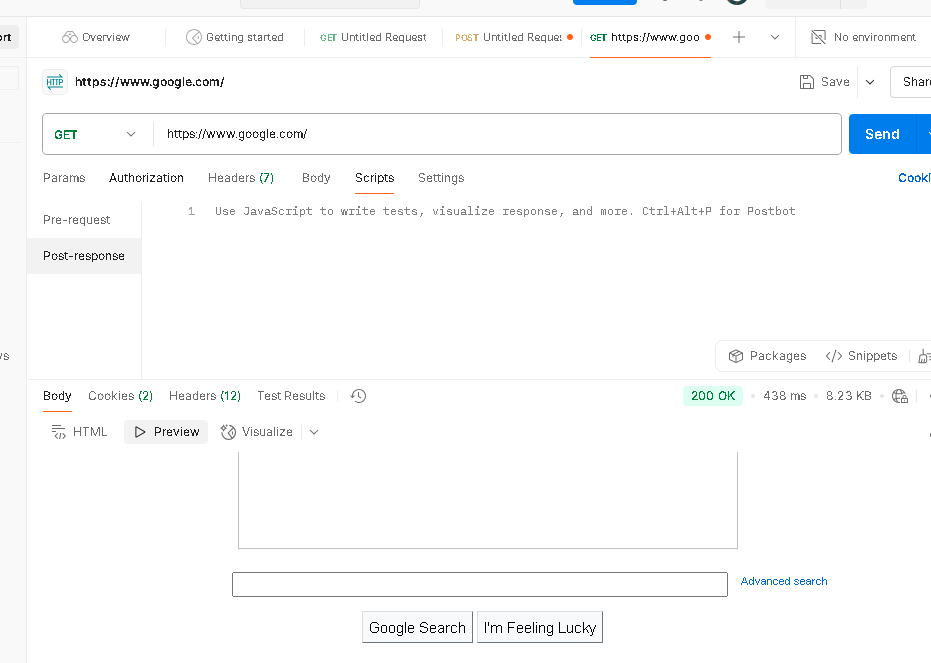 ort
Overview
Getting started
GET Untitled Request
POST Untitled Reques
GET https://www.goo
No environment
HTTP https://www.google.com/
Save
Share
GET https://www.google.com/
Send
Params Authorization Headers (7) Body Scripts Settings
Cooki
Pre-request
1 Use JavaScript to write tests, visualize response, and more. Ctrl+Alt+P for Postbot
Post-response
vs
Packages </> Snippets
Body Cookies (2) Headers (12) Test Results
200 OK • 438 ms • 8.23 KB •
HTML Preview Visualize
Advanced search
Google Search I'm Feeling Lucky